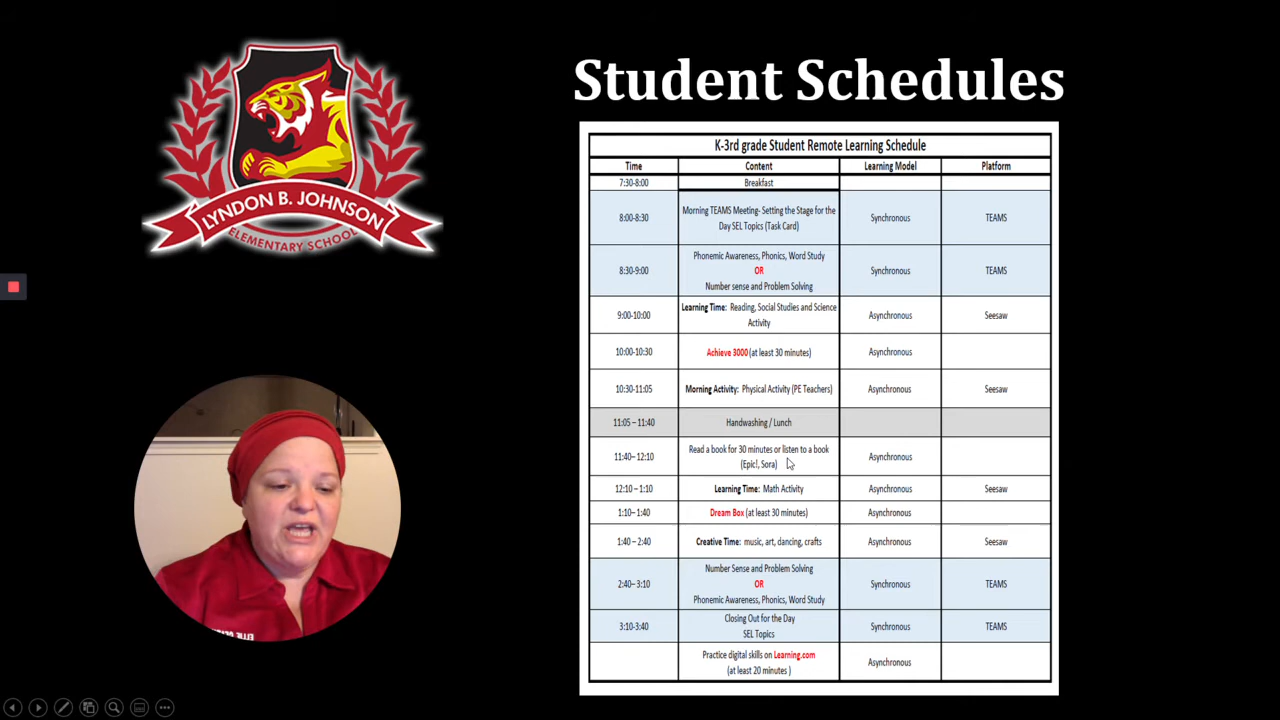 Student Schedules
LYNDON B. JOHNSON
ELEMENTARY SCHOOL
K-3rd grade Student Remote Learning Schedule
Time Content Learning Model Platform
7:30-8:00 Breakfast
8:00-8:30 Morning TEAMS Meeting- Setting the Stage for the Synchronous TEAMS
Day SEL Topics (Task Card)
Phonemic Awareness, Phonics, Word Study
8:30-9:00 OR Synchronous TEAMS
Number sense and Problem Solving
9:00-10:00 Learning Time: Reading, Social Studies and Science Asynchronous Seesaw
Activity
10:00-10:30 Achieve 3000 (at least 30 minutes) Asynchronous
10:30-11:05 Morning Activity: Physical Activity (PE Teachers) Asynchronous Seesaw
11:05 – 11:40 Handwashing / Lunch
11:40– 12:10 Read a book for 30 minutes or listen to a book Asynchronous
(Epic!, Sora)
12:10 – 1:10 Learning Time: Math Activity Asynchronous Seesaw
1:10– 1:40 Dream Box (at least 30 minutes) Asynchronous
1:40 – 2:40 Creative Time: music, art, dancing, crafts Asynchronous Seesaw
Number Sense and Problem Solving
2:40– 3:10 OR Synchronous TEAMS
Phonemic Awareness, Phonics, Word Study
3:10-3:40 Closing Out for the Day Synchronous TEAMS
SEL Topics
Practice digital skills on Learning.com Asynchronous
(at least 20 minutes )